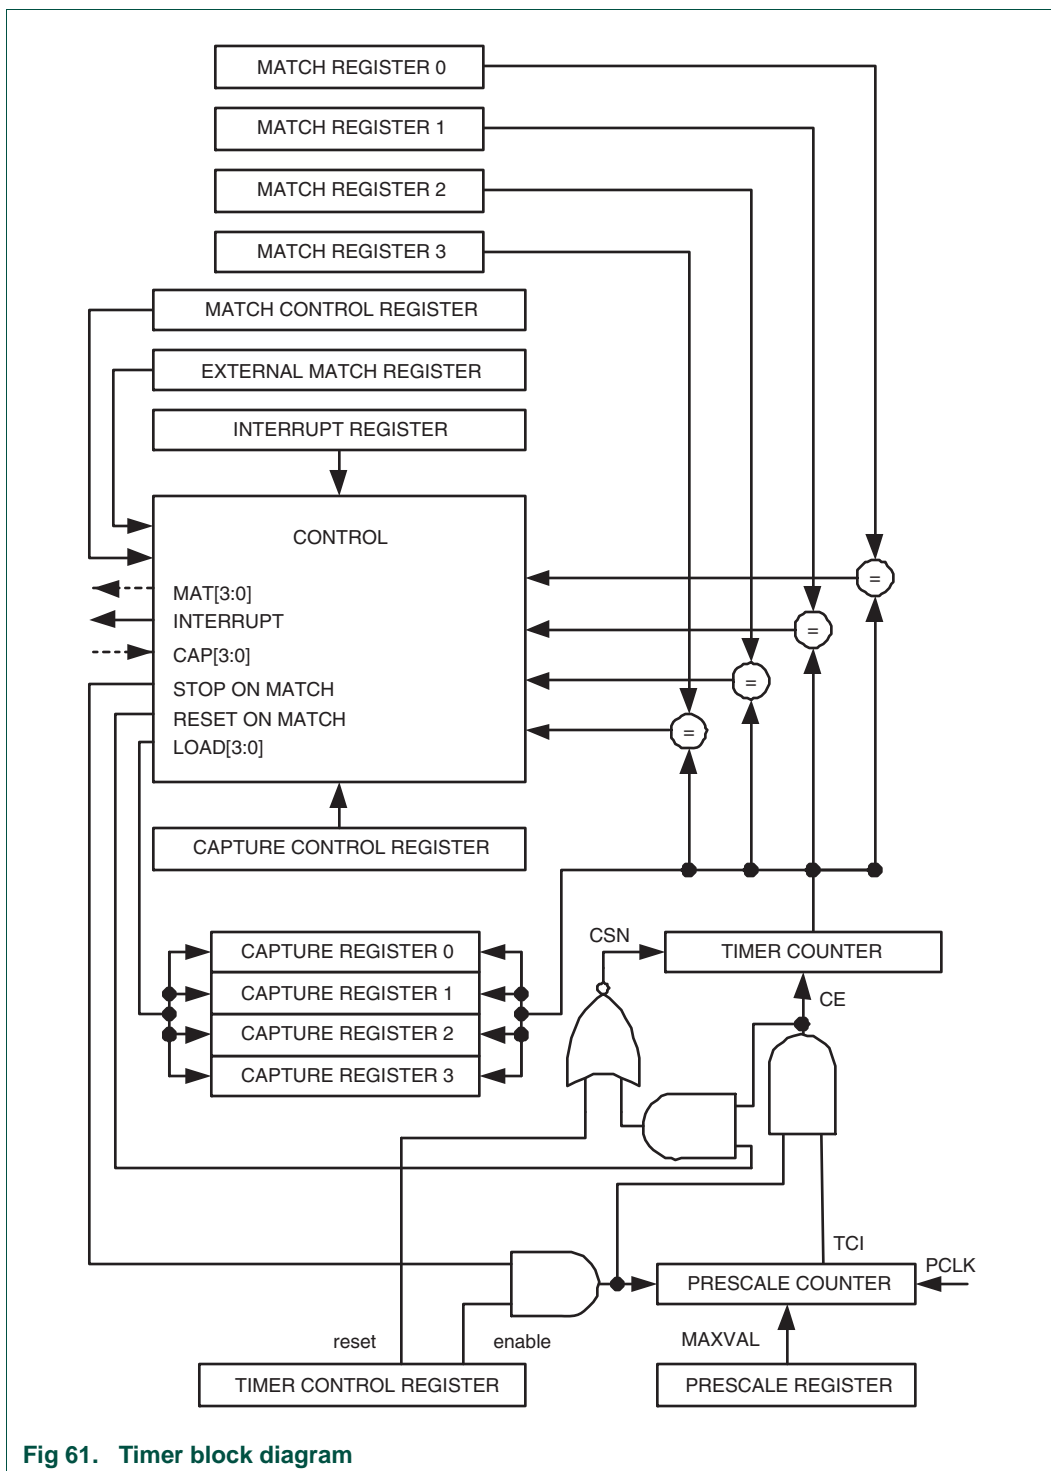 MATCH REGISTER 0
MATCH REGISTER 1
MATCH REGISTER 2
MATCH REGISTER 3
MATCH CONTROL REGISTER
EXTERNAL MATCH REGISTER
INTERRUPT REGISTER
CONTROL
=
=
=
=
MAT[3:0]
INTERRUPT
CAP[3:0]
STOP ON MATCH
RESET ON MATCH
LOAD[3:0]
CAPTURE CONTROL REGISTER
CSN
TIMER COUNTER
CE
CAPTURE REGISTER 0
CAPTURE REGISTER 1
CAPTURE REGISTER 2
CAPTURE REGISTER 3
TCI
PCLK
PRESCALE COUNTER
reset
enable
MAXVAL
TIMER CONTROL REGISTER
PRESCALE REGISTER
Fig 61. Timer block diagram